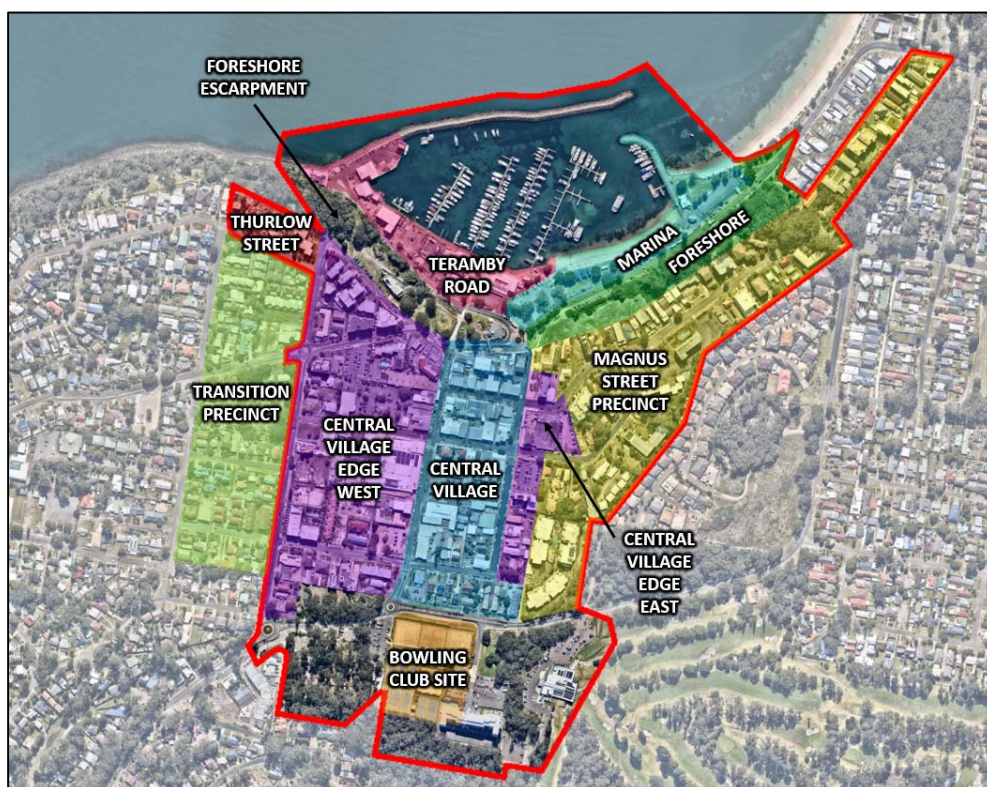 FORESHORE
ESCARPMENT
THURLOW
STREET
TERAMBY
ROAD
MARINA
FORESHORE
TRANSITION
PRECINCT
CENTRAL
VILLAGE
EDGE
WEST
CENTRAL
VILLAGE
MAGNUS
STREET
PRECINCT
CENTRAL
VILLAGE
EDGE
EAST
BOWLING
CLUB SITE